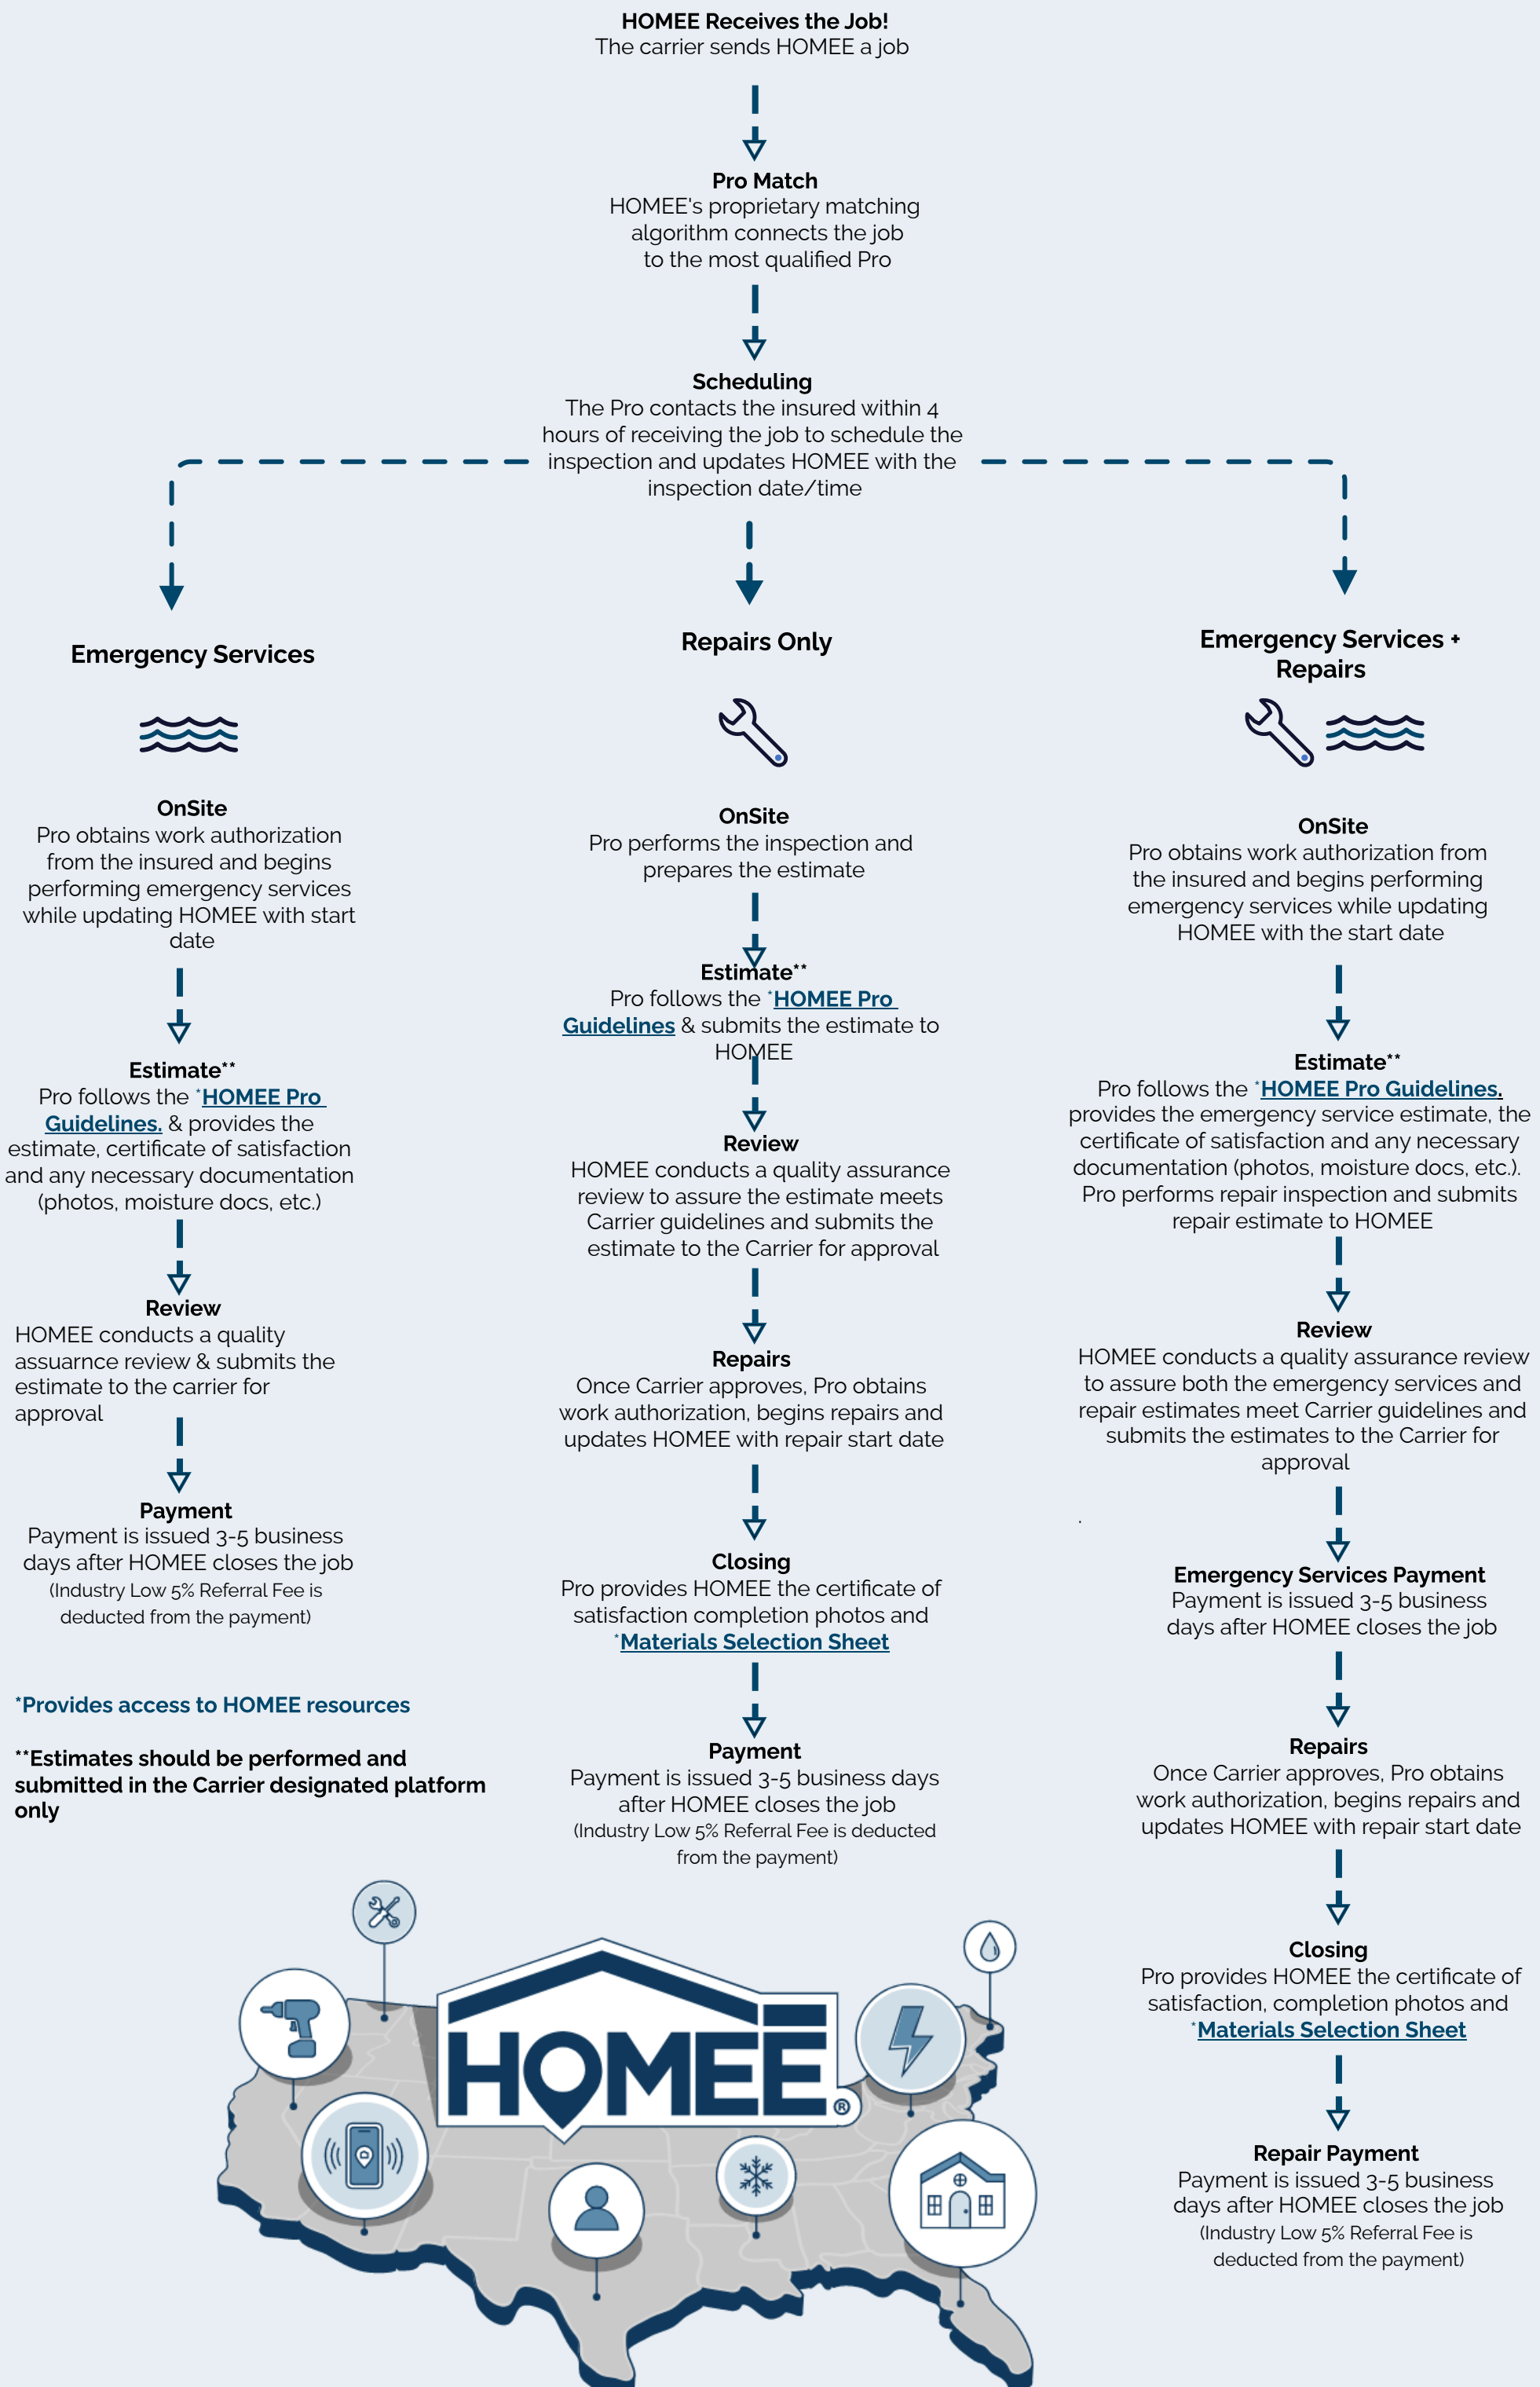 HOMEE Receives the Job!
The carrier sends HOMEE a job
Pro Match
HOMEE's proprietary matching
algorithm connects the job
to the most qualified Pro
Scheduling
The Pro contacts the insured within 4
hours of receiving the job to schedule the
inspection and updates HOMEE with the
inspection date/time
Emergency Services
OnSite
Pro obtains work authorization
from the insured and begins
performing emergency services
while updating HOMEE with start
date
Estimate**
Pro follows the *HOMEE Pro
Guidelines. & provides the
estimate, certificate of satisfaction
and any necessary documentation
(photos, moisture docs, etc.)
Review
HOMEE conducts a quality
assuarnce review & submits the
estimate to the carrier for
approval
Payment
Payment is issued 3-5 business
days after HOMEE closes the job
(Industry Low 5% Referral Fee is
deducted from the payment)
*Provides access to HOMEE resources
**Estimates should be performed and
submitted in the Carrier designated platform
only
Repairs Only
OnSite
Pro performs the inspection and
prepares the estimate
Estimate**
Pro follows the *HOMEE Pro
Guidelines & submits the estimate to
HOMEE
Review
HOMEE conducts a quality assurance
review to assure the estimate meets
Carrier guidelines and submits the
estimate to the Carrier for approval
Repairs
Once Carrier approves, Pro obtains
work authorization, begins repairs and
updates HOMEE with repair start date
Closing
Pro provides HOMEE the certificate of
satisfaction completion photos and
*Materials Selection Sheet
Payment
Payment is issued 3-5 business days
after HOMEE closes the job
(Industry Low 5% Referral Fee is deducted
from the payment)
Emergency Services +
Repairs
OnSite
Pro obtains work authorization from
the insured and begins performing
emergency services while updating
HOMEE with the start date
Estimate**
Pro follows the *HOMEE Pro Guidelines.
provides the emergency service estimate, the
certificate of satisfaction and any necessary
documentation (photos, moisture docs, etc.).
Pro performs repair inspection and submits
repair estimate to HOMEE
Review
HOMEE conducts a quality assurance review
to assure both the emergency services and
repair estimates meet Carrier guidelines and
submits the estimates to the Carrier for
approval
.
Emergency Services Payment
Payment is issued 3-5 business
days after HOMEE closes the job
Repairs
Once Carrier approves, Pro obtains
work authorization, begins repairs and
updates HOMEE with repair start date
Closing
Pro provides HOMEE the certificate of
satisfaction, completion photos and
*Materials Selection Sheet
Repair Payment
Payment is issued 3-5 business
days after HOMEE closes the job
(Industry Low 5% Referral Fee is
deducted from the payment)
HOMEE®